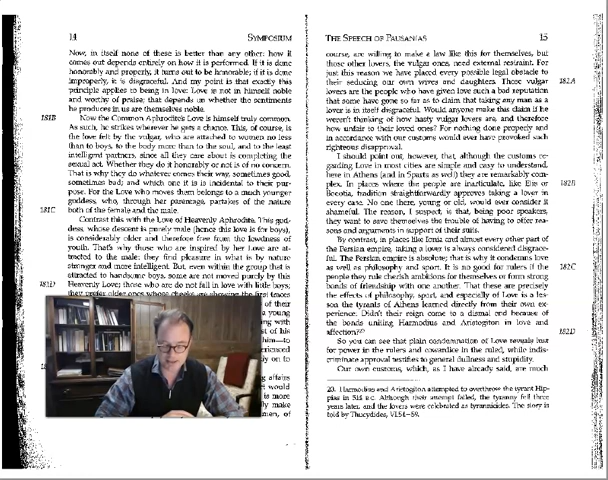 14 SYMPOSIUM
Now, in itself none of these is better than any other: how it
comes out depends entirely on how it is performed. If it is done
honorably and properly, it turns out to be honorable; if it is done
improperly, it is disgraceful. And my point is that exactly this
principle applies to being in love: Love is not in himself noble
and worthy of praise; that depends on whether the sentiments
he produces in us are themselves noble.
181B Now the Common Aphrodite's Love is himself truly common.
As such, he strikes wherever he gets a chance. This, of course, is
the love felt by the vulgar, who are attached to women no less
than to boys, to the body more than to the soul, and to the least
intelligent partners, since all they care about is completing the
sexual act. Whether they do it honorably or not is of no concern.
That is why they do whatever comes their way, sometimes good,
sometimes bad; and which one it is is incidental to their pur-
pose. For the Love who moves them belongs to a much younger
goddess, who, through her parentage, partakes of the nature
181C both of the female and the male.
Contrast this with the Love of Heavenly Aphrodite. This god-
dess, whose descent is purely male (hence this love is for boys),
is considerably older and therefore free from the lewdness of
youth. That's why those who are inspired by her Love are at-
tracted to the male: they find pleasure in what is by nature
stronger and more intelligent. But, even within the group that is
attracted to handsome boys, some are not moved purely by this
181D Heavenly Love; those who are not do fall in love with little boys;
they prefer older ones whose cheeks are showing the first traces
of their
a young
ng with
st of his
him—to
erienced
ly on to
affairs
t would
is more
ly make
men, of
THE SPEECH OF PAUSANIAS 15
course, are willing to make a law like this for themselves, but
those other lovers, the vulgar ones, need external restraint. For
just this reason we have placed every possible legal obstacle to
their seducing our own wives and daughters. These vulgar 182A
lovers are the people who have given love such a bad reputation
that some have gone so far as to claim that taking any man as a
lover is in itself disgraceful. Would anyone make this claim if he
weren't thinking of how hasty vulgar lovers are, and therefore
how unfair to their loved ones? For nothing done properly and
in accordance with our customs would ever have provoked such
righteous disapproval.
I should point out, however, that, although the customs re-
garding Love in most cities are simple and easy to understand,
here in Athens (and in Sparta as well) they are remarkably com-
plex. In places where the people are inarticulate, like Elis or 182B
Boeotia, tradition straightforwardly approves taking a lover in
every case. No one there, young or old, would ever consider it
shameful. The reason, I suspect, is that, being poor speakers,
they want to save themselves the trouble of having to offer rea-
sons and arguments in support of their suits.
By contrast, in places like Ionia and almost every other part of
the Persian empire, taking a lover is always considered disgrace-
ful. The Persian empire is absolute; that is why it condemns love
as well as philosophy and sport. It is no good for rulers if the 182C
people they rule cherish ambitions for themselves or form strong
bonds of friendship with one another. That these are precisely
the effects of philosophy, sport, and especially of Love is a les-
son the tyrants of Athens learned directly from their own ex-
perience. Didn't their reign come to a dismal end because of
the bonds uniting Harmodius and Aristogiton in love and
affection?20 182D
So you can see that plain condemnation of Love reveals lust
for power in the rulers and cowardice in the ruled, while indis-
criminate approval testifies to general dullness and stupidity.
Our own customs, which, as I have already said, are much
20. Harmodius and Aristogiton attempted to overthrow the tyrant Hip-
pias in 514 B.C. Although their attempt failed, the tyranny fell three
years later, and the lovers were celebrated as tyrannicides. The story is
told by Thucydides, VI.54–59.